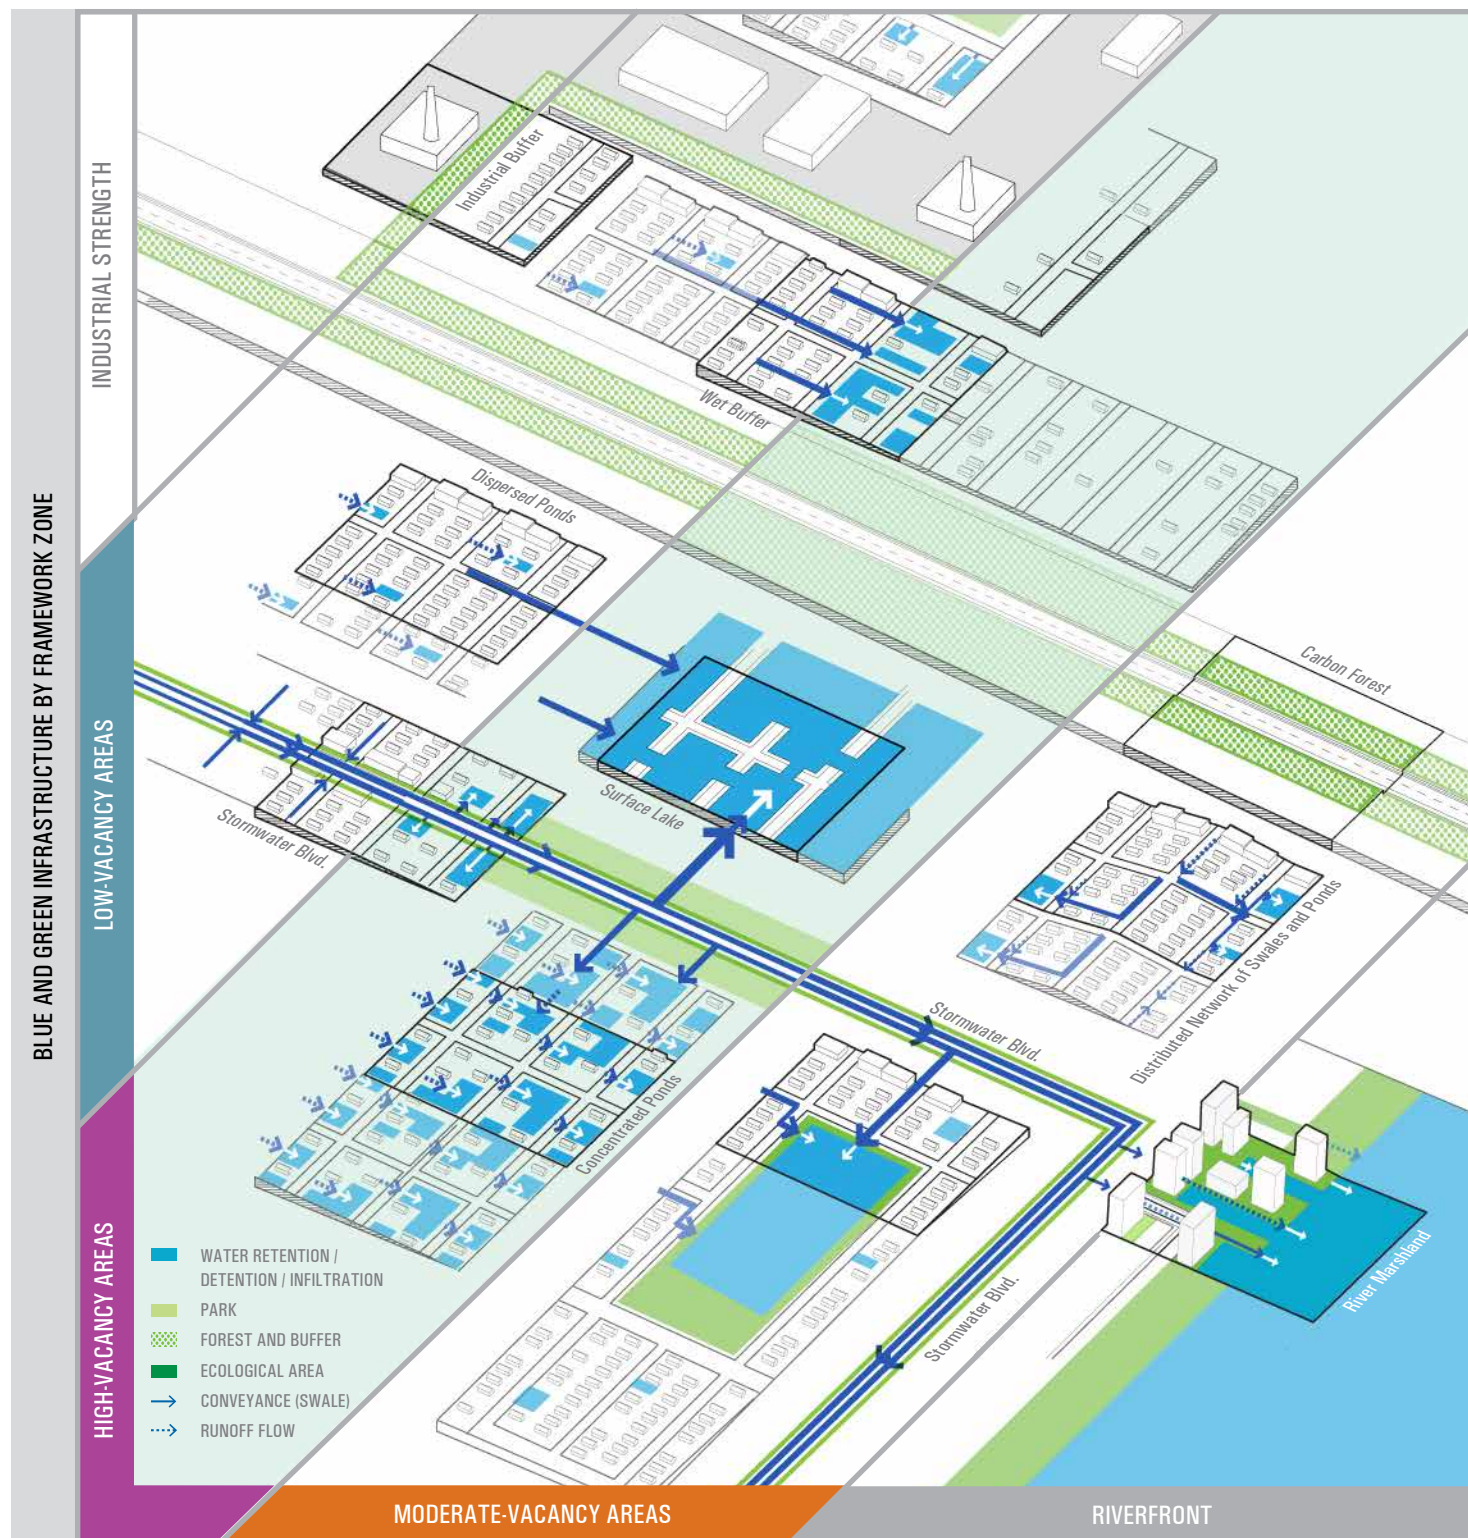 BLUE AND GREEN INFRASTRUCTURE BY FRAMEWORK ZONE
INDUSTRIAL STRENGTH
LOW-VACANCY AREAS
HIGH-VACANCY AREAS
MODERATE-VACANCY AREAS
RIVERFRONT
Industrial Buffer
Wet Buffer
Dispersed Ponds
Carbon Forest
Surface Lake
Stormwater Blvd.
Distributed Network of Swales and Ponds
Stormwater Blvd.
Concentrated Ponds
River Marshland
Stormwater Blvd.
WATER RETENTION /
DETENTION / INFILTRATION
PARK
FOREST AND BUFFER
ECOLOGICAL AREA
CONVEYANCE (SWALE)
RUNOFF FLOW